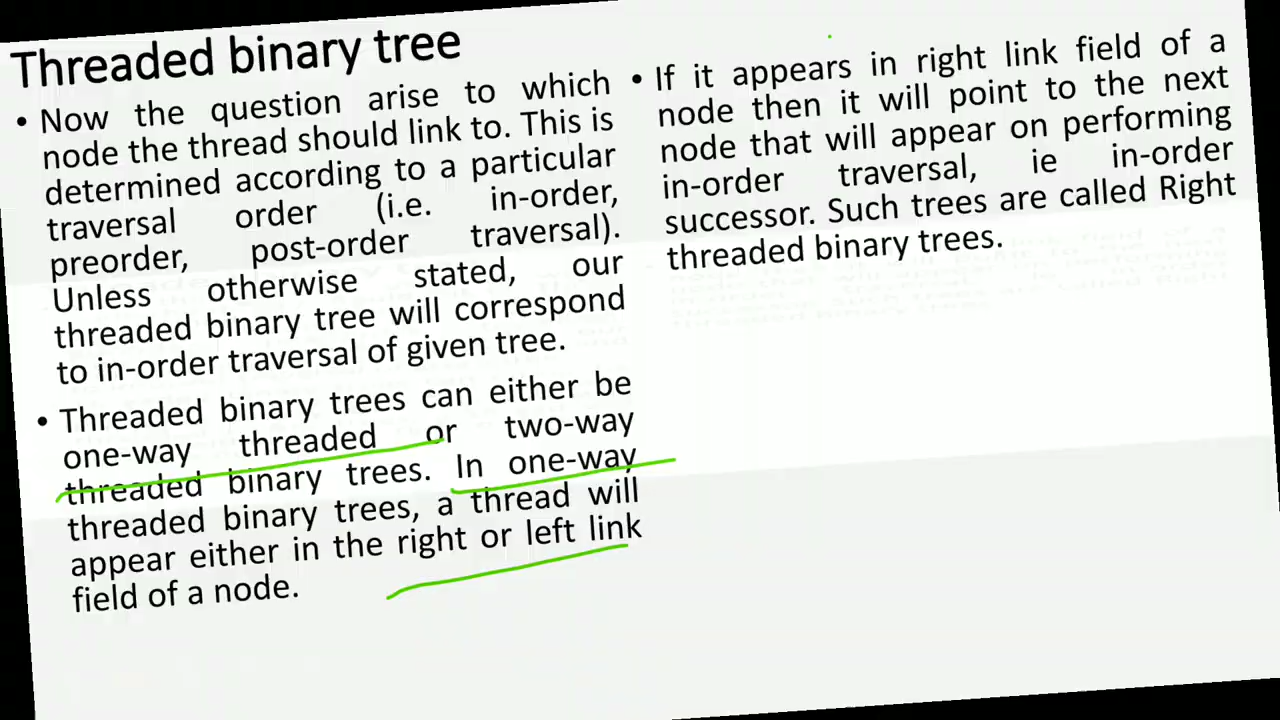 Threaded binary tree
• Now the question arise to which
node the thread should link to. This is
determined according to a particular
traversal order (i.e. in-order,
preorder, post-order traversal).
Unless otherwise stated, our
threaded binary tree will correspond
to in-order traversal of given tree.
• Threaded binary trees can either be
one-way threaded or two-way
threaded binary trees. In one-way
threaded binary trees, a thread will
appear either in the right or left link
field of a node.
• If it appears in right link field of a
node then it will point to the next
node that will appear on performing
in-order traversal, ie in-order
successor. Such trees are called Right
threaded binary trees.